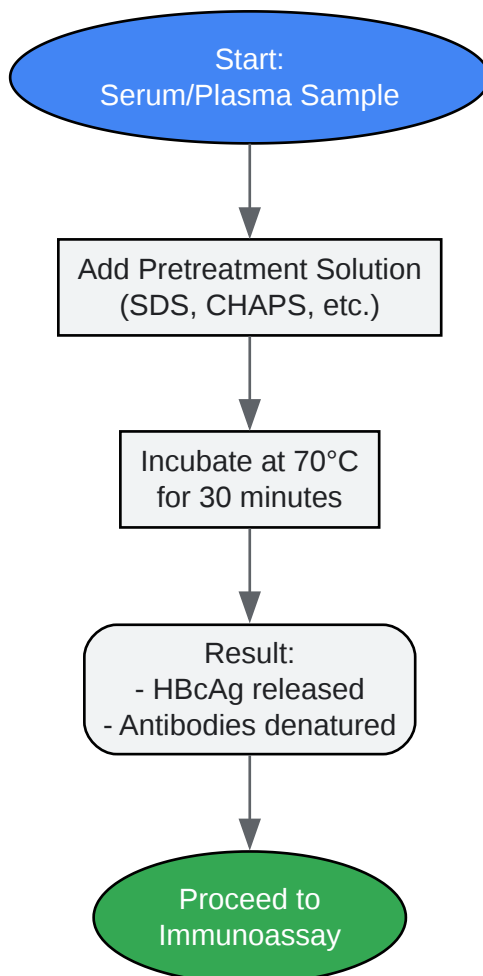 Start:
Serum/Plasma Sample
Add Pretreatment Solution
(SDS, CHAPS, etc.)
Incubate at 70°C
for 30 minutes
Result:
- HBcAg released
- Antibodies denatured
Proceed to
Immunoassay